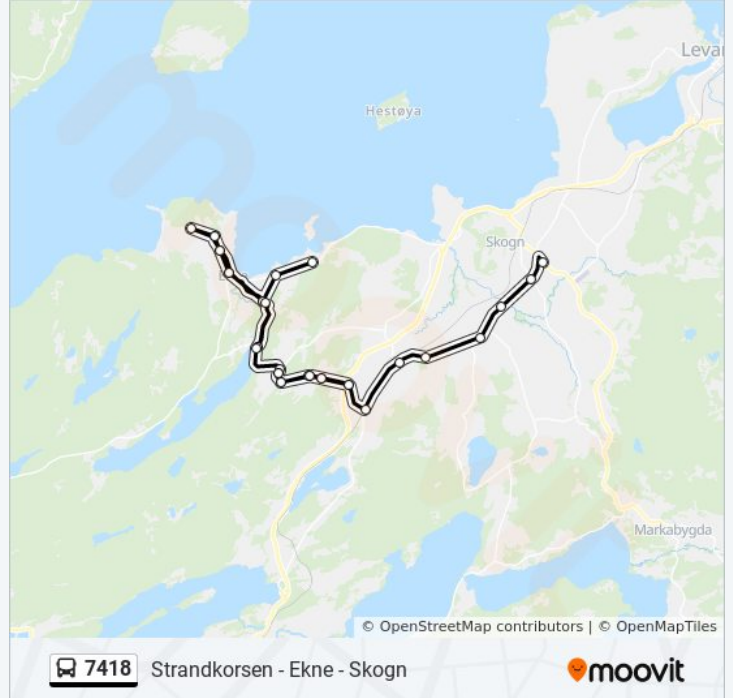 Levan
Hestøya
Skogn
Markabygda
© OpenStreetMap contributors | © OpenMapTiles
7418 Strandkorsen - Ekne - Skogn
moovit